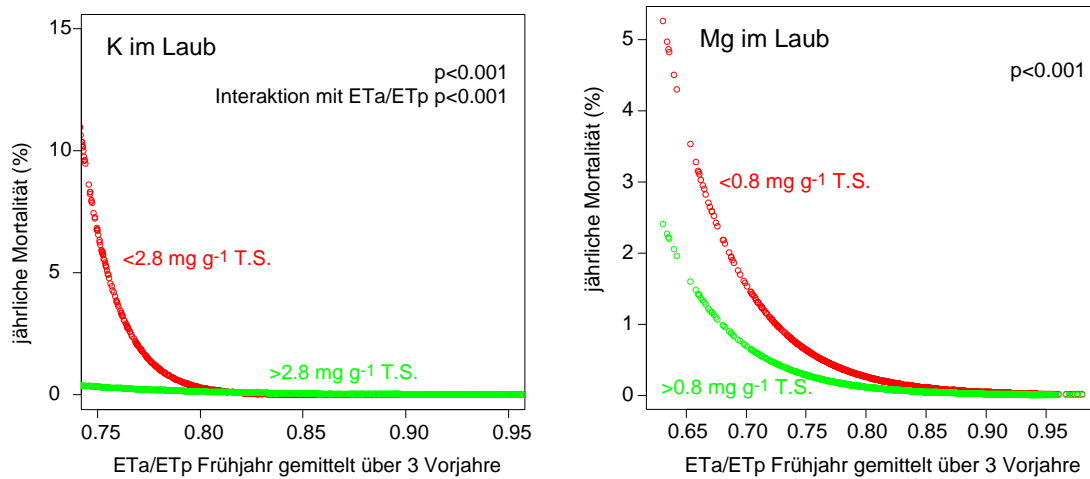 K im Laub
p<0.001
Interaktion mit ETa/ETp p<0.001
<2.8 mg g-1 T.S.
>2.8 mg g-1 T.S.
jährliche Mortalität (%)
15
10
5
0
0.75 0.80 0.85 0.90 0.95
ETa/ETp Frühjahr gemittelt über 3 Vorjahre
Mg im Laub
p<0.001
<0.8 mg g-1 T.S.
>0.8 mg g-1 T.S.
jährliche Mortalität (%)
5
4
3
2
1
0
0.65 0.70 0.75 0.80 0.85 0.90 0.95
ETa/ETp Frühjahr gemittelt über 3 Vorjahre